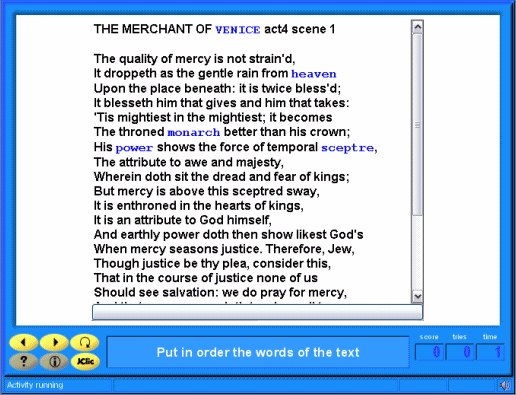 THE MERCHANT OF VENICE act4 scene 1
The quality of mercy is not strain'd,
It droppeth as the gentle rain from heaven
Upon the place beneath: it is twice bless'd;
It blesseth him that gives and him that takes:
'Tis mightiest in the mightiest; it becomes
The throned monarch better than his crown;
His power shows the force of temporal sceptre,
The attribute to awe and majesty,
Wherein doth sit the dread and fear of kings;
But mercy is above this sceptred sway,
It is enthroned in the hearts of kings,
It is an attribute to God himself,
And earthly power doth then show likest God's
When mercy seasons justice. Therefore, Jew,
Though justice be thy plea, consider this,
That in the course of justice none of us
Should see salvation: we do pray for mercy,
score tries time
0 0 1
? i JClic
Put in order the words of the text
Activity running